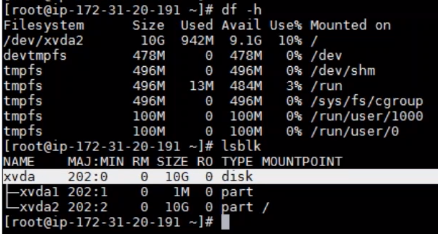 [root@ip-172-31-20-191 ~]# df -h
Filesystem      Size  Used Avail Use% Mounted on
/dev/xvda2       10G  942M  9.1G  10% /
devtmpfs        478M     0  478M   0% /dev
tmpfs           496M     0  496M   0% /dev/shm
tmpfs           496M   13M  484M   3% /run
tmpfs           496M     0  496M   0% /sys/fs/cgroup
tmpfs           100M     0  100M   0% /run/user/1000
tmpfs           100M     0  100M   0% /run/user/0
[root@ip-172-31-20-191 ~]# lsblk
NAME    MAJ:MIN RM SIZE RO TYPE MOUNTPOINT
xvda    202:0    0  10G  0 disk
├─xvda1 202:1    0   1M  0 part
└─xvda2 202:2    0  10G  0 part /
[root@ip-172-31-20-191 ~]#